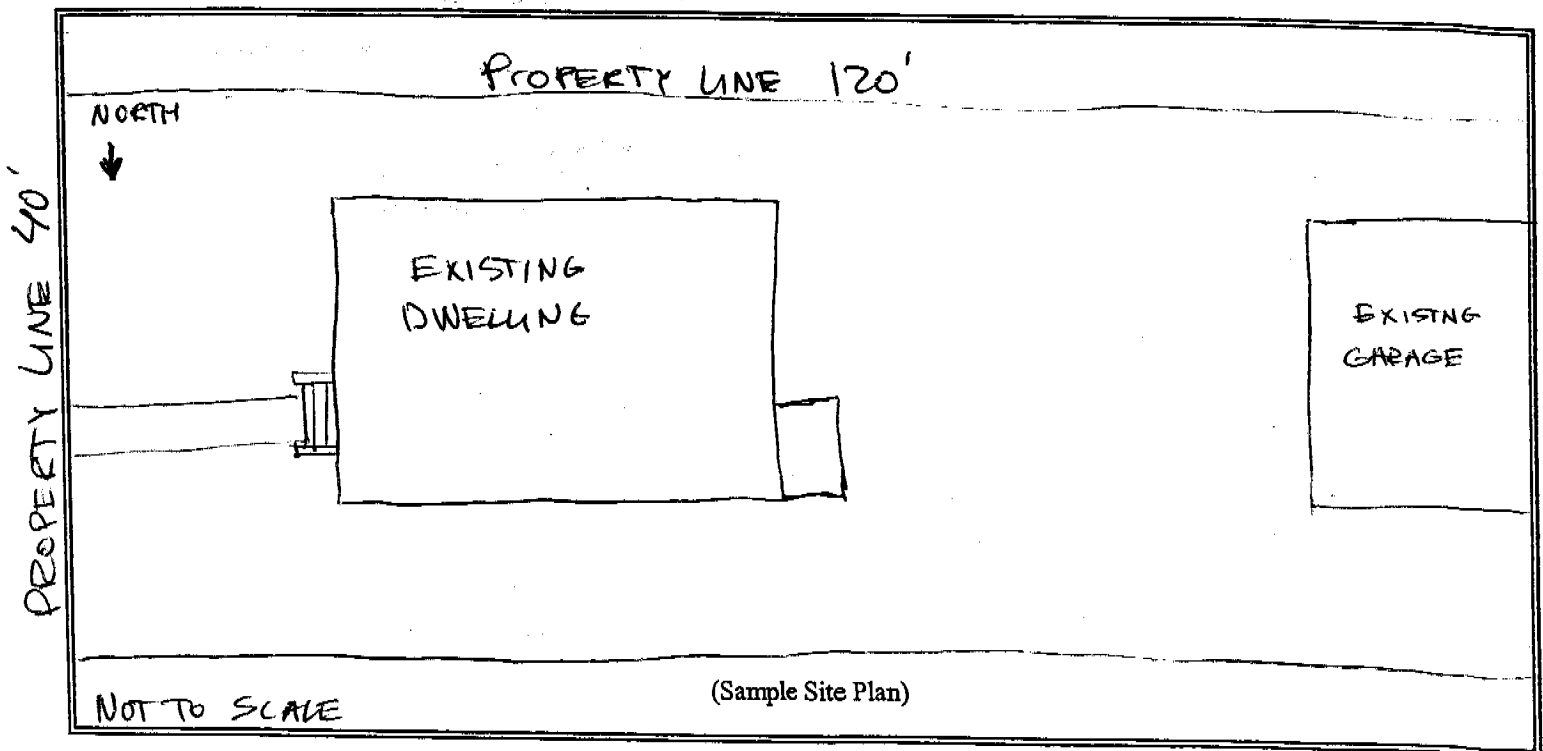 PROPERTY LINE 120'
NORTH
PROPERTY LINE 40'
EXISTING
DWELLING
EXISTNG
GARAGE
NOT TO SCALE
(Sample Site Plan)